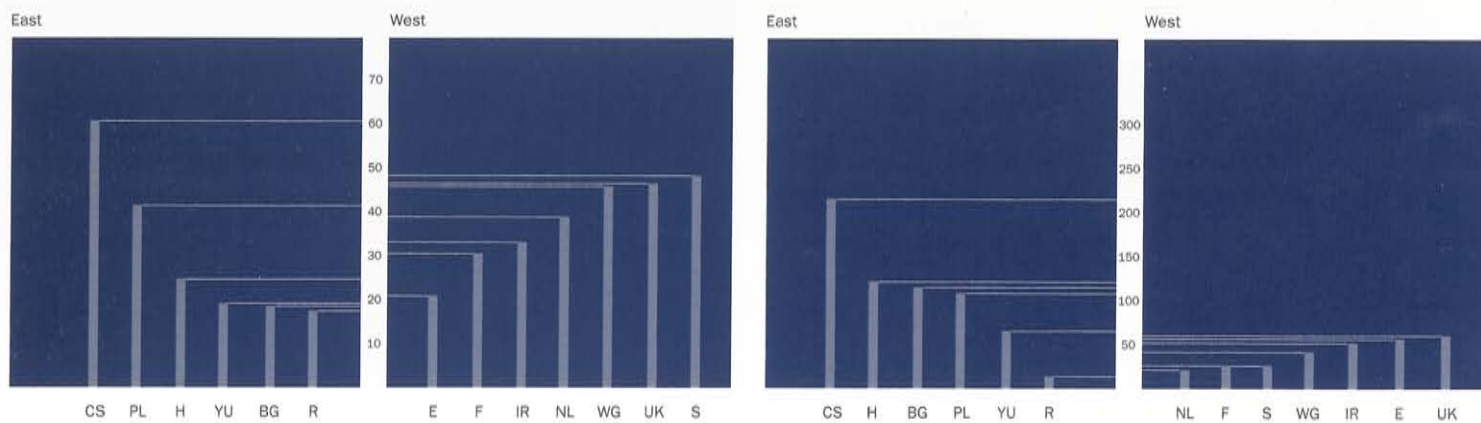 East
West
70
60
50
40
30
20
10
CS PL H YU BG R
E F IR NL WG UK S
East
West
300
250
200
150
100
50
CS H BG PL YU R
NL F S WG IR E UK